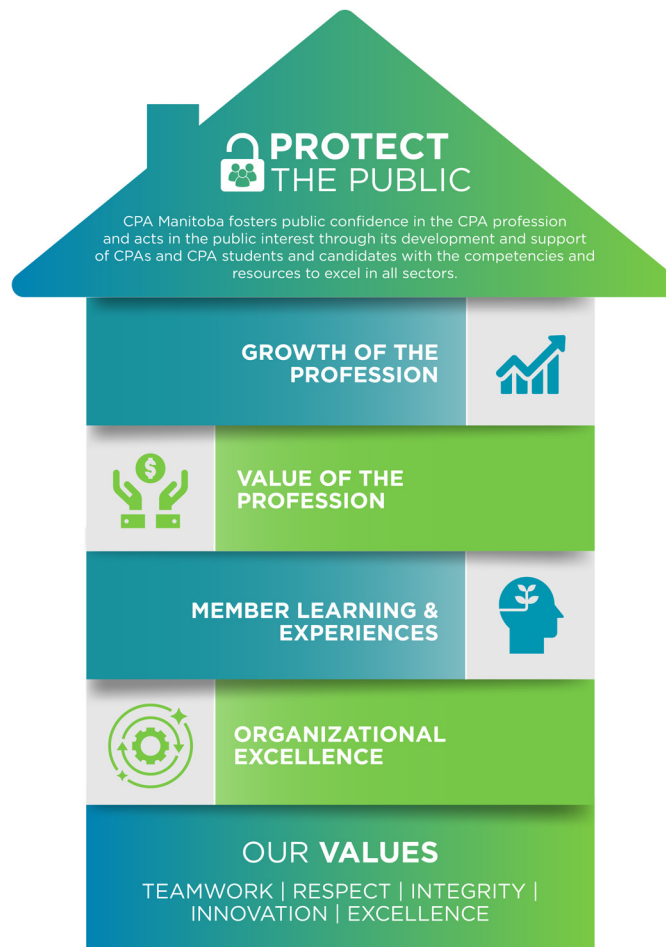 PROTECT
THE PUBLIC
CPA Manitoba fosters public confidence in the CPA profession
and acts in the public interest through its development and support
of CPAs and CPA students and candidates with the competencies and
resources to excel in all sectors.
GROWTH OF THE
PROFESSION
$
VALUE OF THE
PROFESSION
MEMBER LEARNING &
EXPERIENCES
ORGANIZATIONAL
EXCELLENCE
OUR VALUES
TEAMWORK | RESPECT | INTEGRITY |
INNOVATION | EXCELLENCE